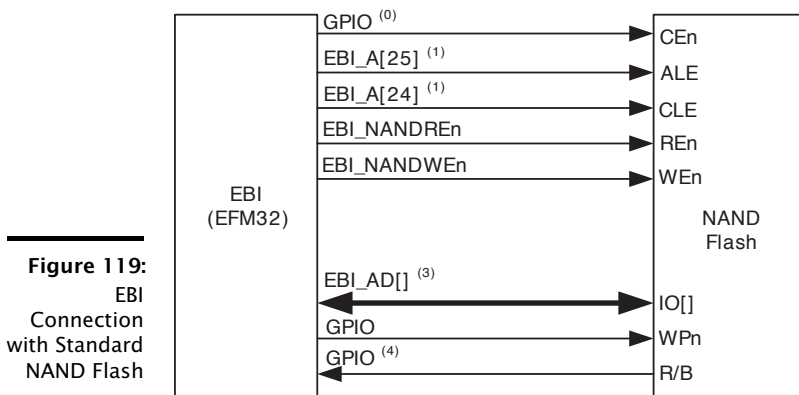 GPIO (0)
CEn
EBI_A[25] (1)
ALE
EBI_A[24] (1)
CLE
EBI_NANDREn
REn
EBI_NANDWEn
WEn
EBI
(EFM32)
NAND
Flash
Figure 119:
EBI
Connection
with Standard
NAND Flash
EBI_AD[] (3)
IO[]
GPIO
WPn
GPIO (4)
R/B